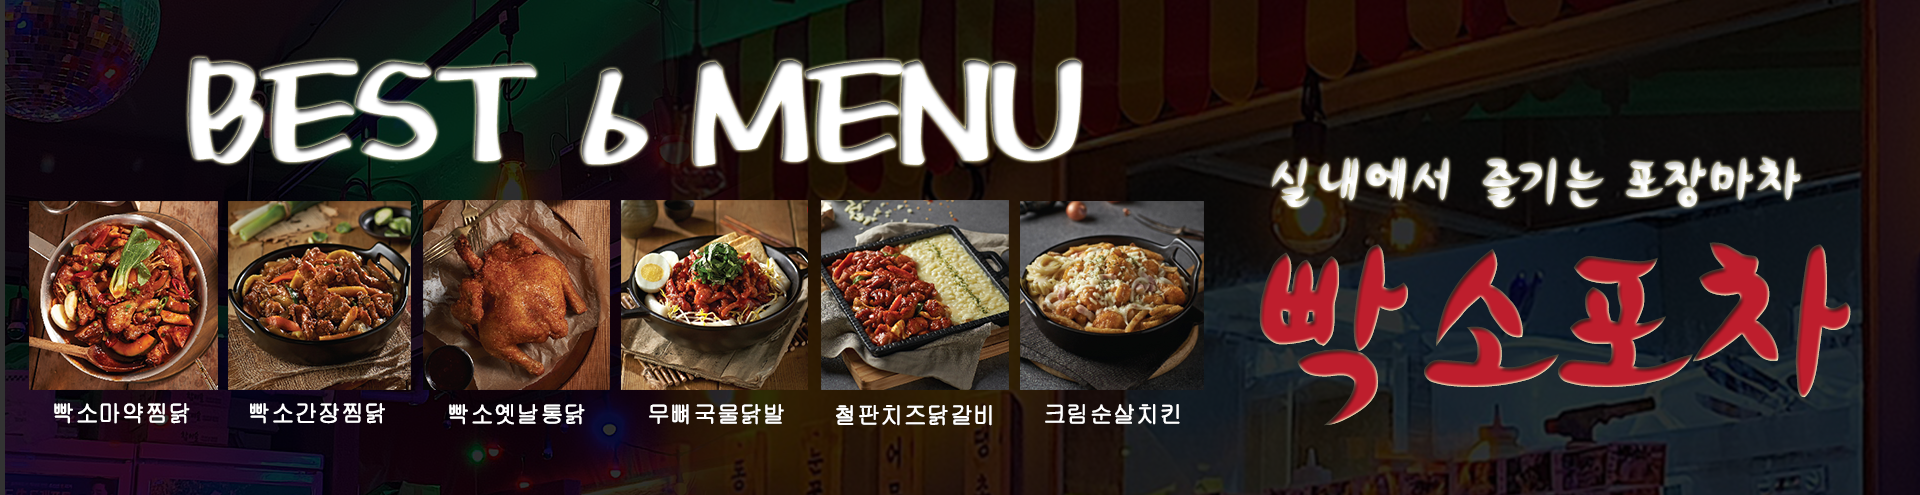 BEST 6 MENU
실내에서 즐기는 포장마차
빡소포차
빡소마약찜닭
빡소간장찜닭
빡소옛날통닭
무뼈국물닭발
철판치즈닭갈비
크림순살치킨